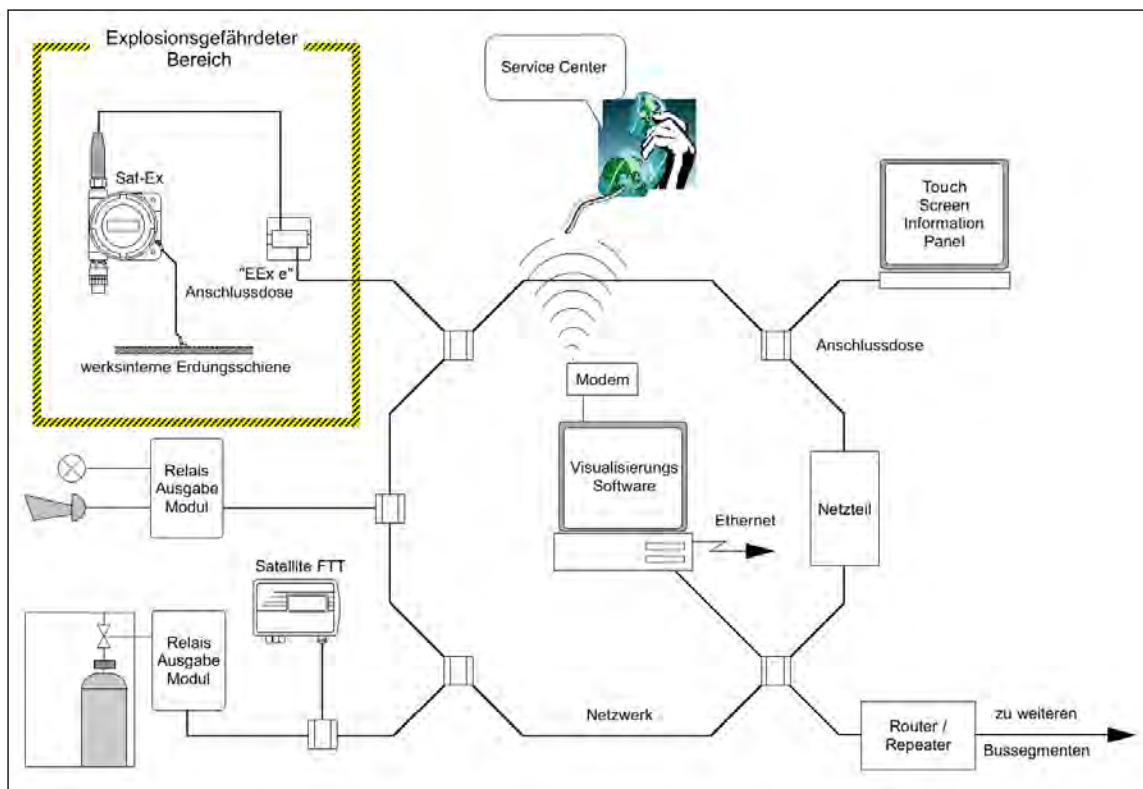 Explosionsgefährdeter
Bereich
Sat-Ex
"EEx e"
Anschlussdose
werksinterne Erdungsschiene
Service Center
Touch
Screen
Information
Panel
Anschlussdose
Modem
Visualisierungs
Software
Ethernet
Netzteil
Relais
Ausgabe
Modul
Satellite FTT
Relais
Ausgabe
Modul
Netzwerk
Router /
Repeater
zu weiteren
Bussegmenten